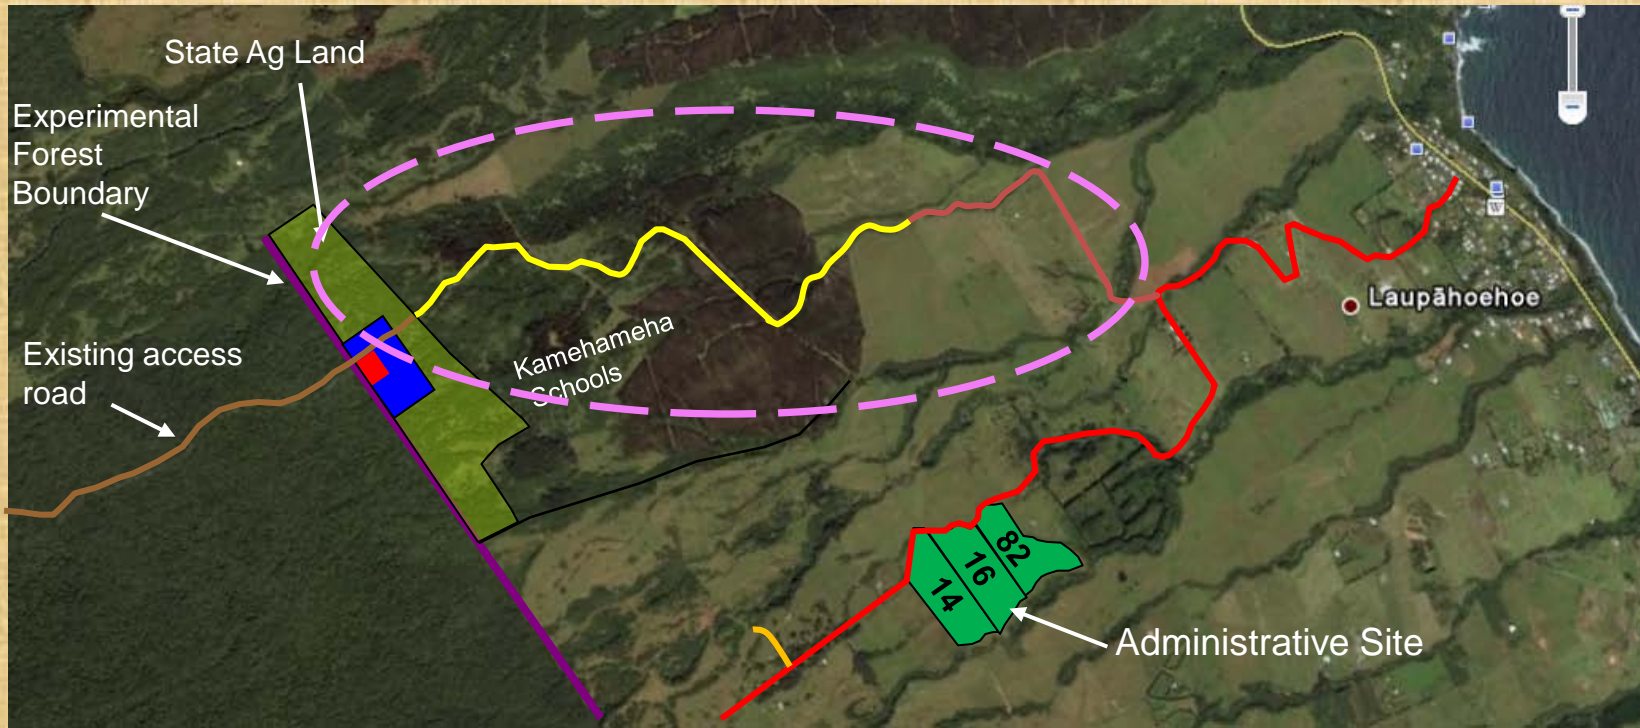 State Ag Land
Experimental
Forest
Boundary
Existing access
road
Kamehameha
Schools
Laupāhoehoe
W
82
16
14
Administrative Site